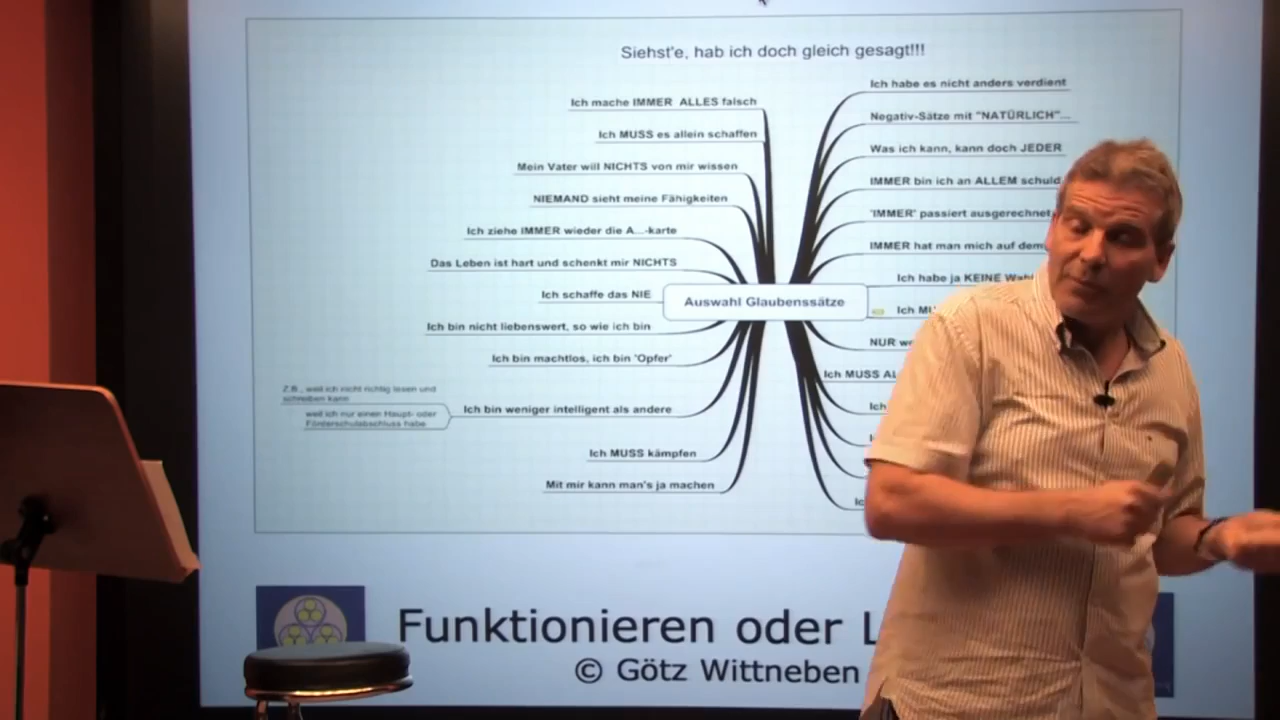 Siehst'e, hab ich doch gleich gesagt!!!
Ich mache IMMER ALLES falsch
Ich MUSS es allein schaffen
Mein Vater will NICHTS von mir wissen
NIEMAND sieht meine Fähigkeiten
Ich ziehe IMMER wieder die A...-karte
Das Leben ist hart und schenkt mir NICHTS
Ich schaffe das NIE
Ich bin nicht liebenswert, so wie ich bin
Ich bin machtlos, ich bin 'Opfer'
Z.B., weil ich nicht richtig lesen und
schreiben kann
weil ich nur einen Haupt- oder
Förderschulabschluss habe
Ich bin weniger intelligent als andere
Ich MUSS kämpfen
Mit mir kann man's ja machen
Auswahl Glaubenssätze
Ich habe es nicht anders verdient
Negativ-Sätze mit "NATÜRLICH"...
Was ich kann, kann doch JEDER
IMMER bin ich an ALLEM schuld
'IMMER' passiert ausgerechnet
IMMER hat man mich auf dem
Ich habe ja KEINE
Ich
NUR
Ich MUSS
Ich
Funktionieren oder
© Götz Wittneben